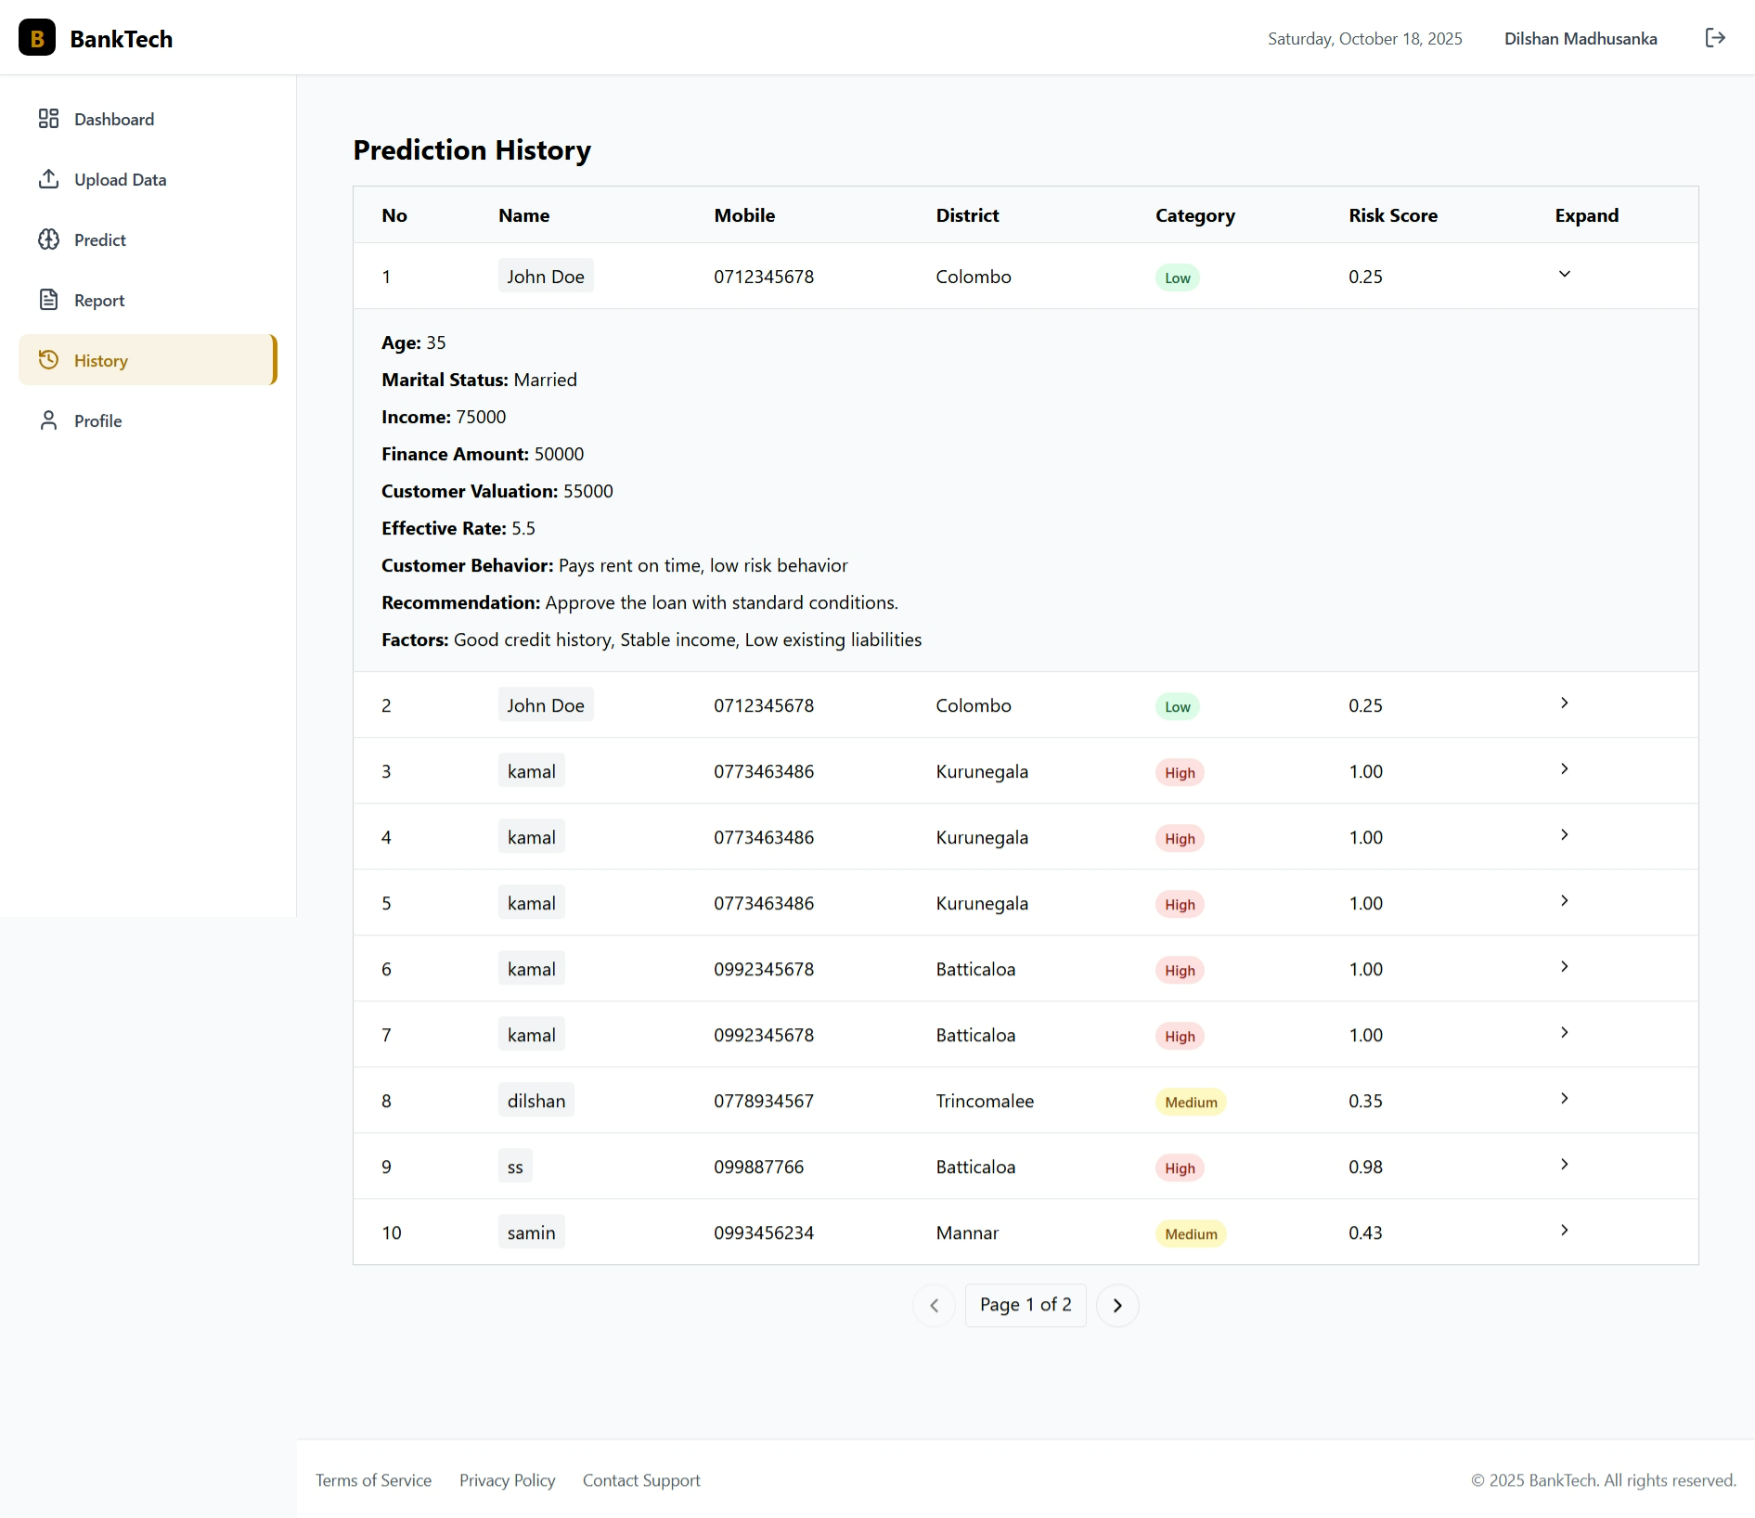 B BankTech Saturday, October 18, 2025 Dilshan Madhusanka
Dashboard
Upload Data
Predict
Report
History
Profile
Prediction History
No Name Mobile District Category Risk Score Expand
1 John Doe 0712345678 Colombo Low 0.25
Age: 35
Marital Status: Married
Income: 75000
Finance Amount: 50000
Customer Valuation: 55000
Effective Rate: 5.5
Customer Behavior: Pays rent on time, low risk behavior
Recommendation: Approve the loan with standard conditions.
Factors: Good credit history, Stable income, Low existing liabilities
2 John Doe 0712345678 Colombo Low 0.25
3 kamal 0773463486 Kurunegala High 1.00
4 kamal 0773463486 Kurunegala High 1.00
5 kamal 0773463486 Kurunegala High 1.00
6 kamal 0992345678 Batticaloa High 1.00
7 kamal 0992345678 Batticaloa High 1.00
8 dilshan 0778934567 Trincomalee Medium 0.35
9 ss 099887766 Batticaloa High 0.98
10 samin 0993456234 Mannar Medium 0.43
Page 1 of 2
Terms of Service Privacy Policy Contact Support © 2025 BankTech. All rights reserved.